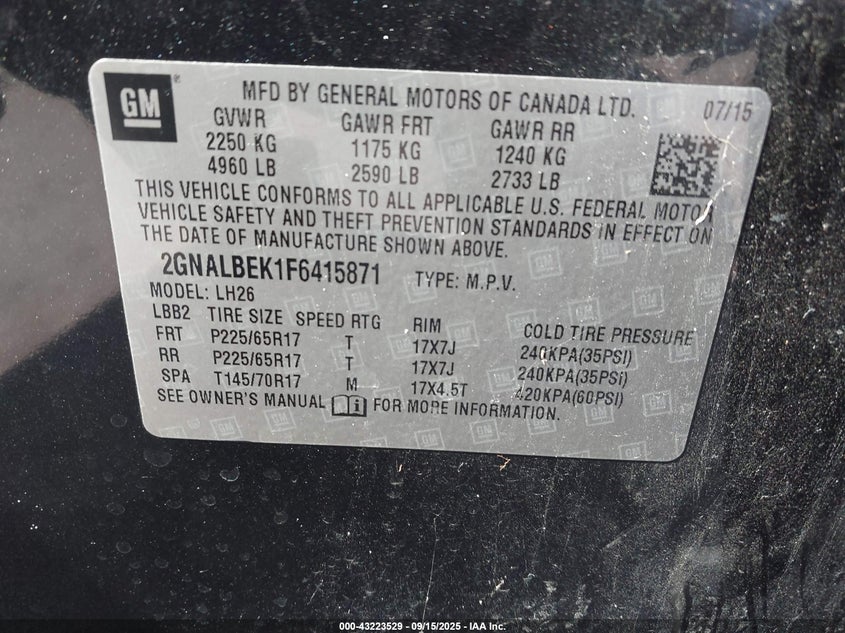 GM®
MFD BY GENERAL MOTORS OF CANADA LTD. 07/15
GVWR GAWR FRT GAWR RR
2250 KG 1175 KG 1240 KG
4960 LB 2590 LB 2733 LB
THIS VEHICLE CONFORMS TO ALL APPLICABLE U.S. FEDERAL MOTOR
VEHICLE SAFETY AND THEFT PREVENTION STANDARDS IN EFFECT ON
THE DATE OF MANUFACTURE SHOWN ABOVE.
2GNALBEK1F6415871 TYPE: M.P.V.
MODEL: LH26
LBB2 TIRE SIZE SPEED RTG RIM COLD TIRE PRESSURE
FRT P225/65R17 T 17X7J 240KPA(35PSI)
RR P225/65R17 T 17X7J 240KPA(35PSI)
SPA T145/70R17 M 17X4.5T 420KPA(60PSI)
SEE OWNER'S MANUAL FOR MORE INFORMATION.
000-43223529 - 09/15/2025 - IAA Inc.